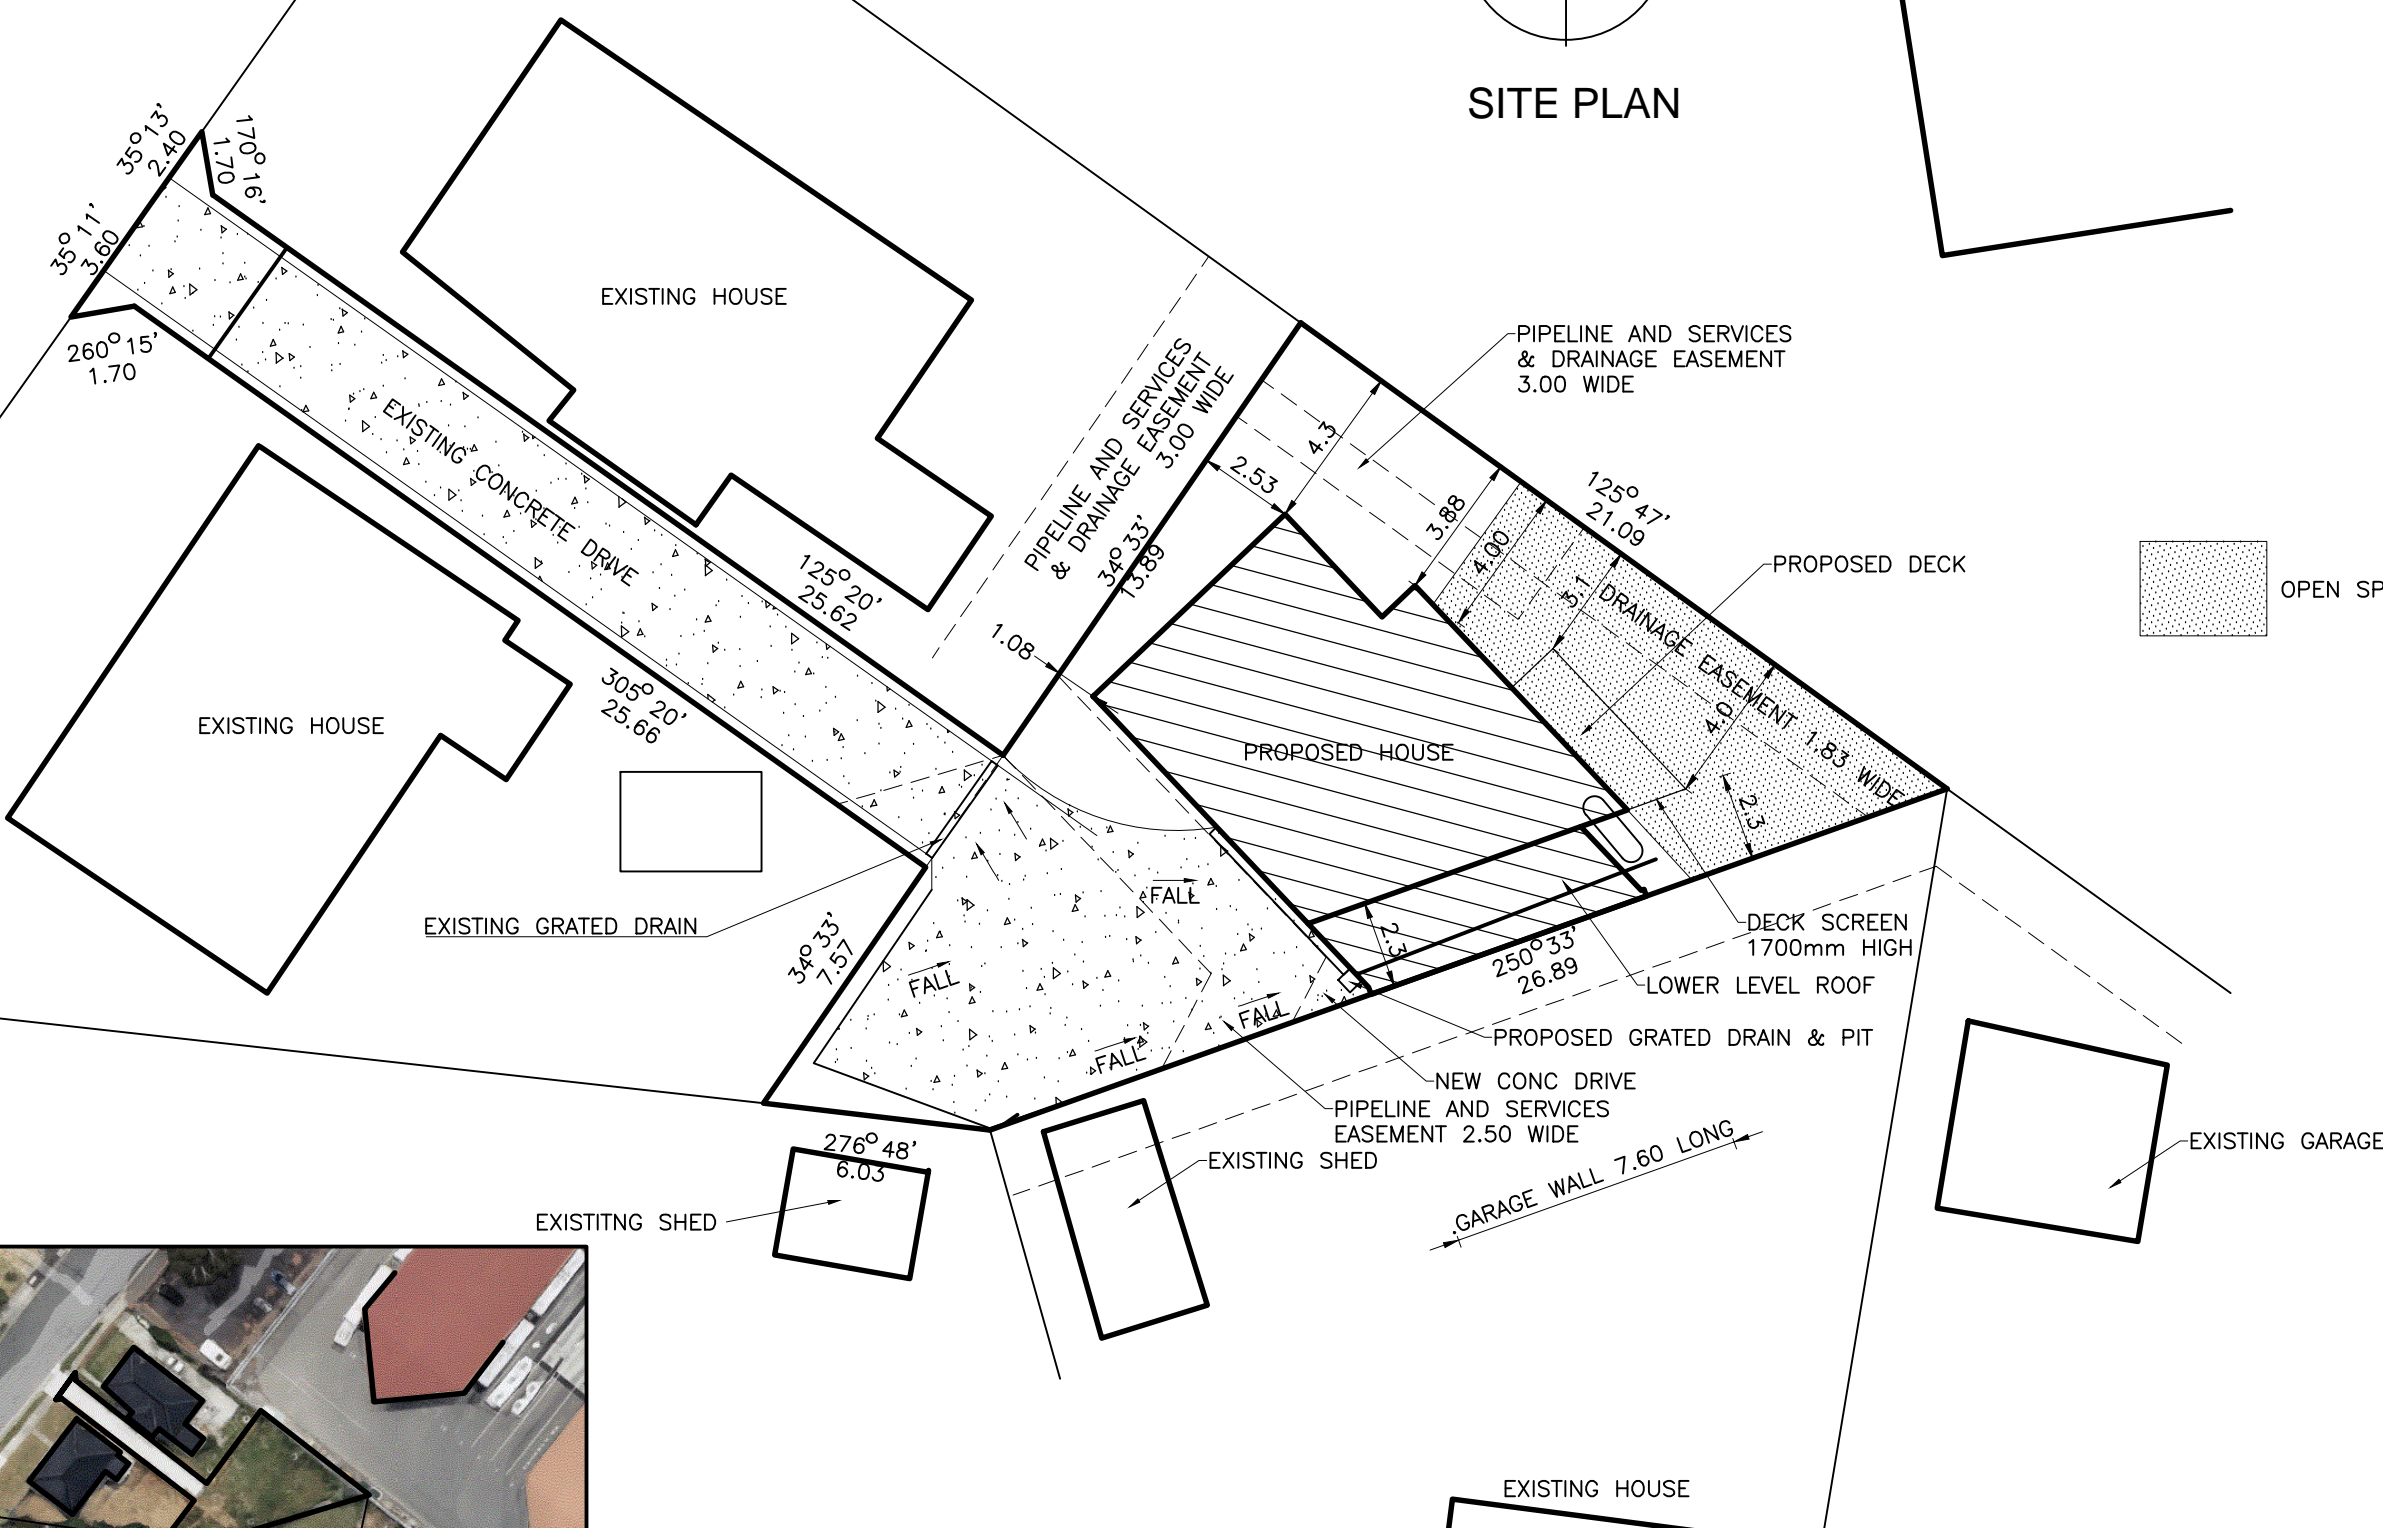 SITE PLAN
35° 13'
2.40
170° 16'
1.70
35° 11'
3.60
260° 15'
1.70
EXISTING HOUSE
PIPELINE AND SERVICES
& DRAINAGE EASEMENT
3.00 WIDE
PIPELINE AND SERVICES
& DRAINAGE EASEMENT
3.00 WIDE
4.3
2.53
3.88
4.00
3.1
125° 47'
21.09
EXISTING CONCRETE DRIVE
34° 33'
13.89
125° 20'
25.62
PROPOSED DECK
OPEN SP
DRAINAGE EASEMENT 1.83 WIDE
1.08
4.0
305° 20'
25.66
EXISTING HOUSE
PROPOSED HOUSE
2.3
FALL
EXISTING GRATED DRAIN
DECK SCREEN
1700mm HIGH
2.3
250° 33'
26.89
34° 33'
7.57
FALL
LOWER LEVEL ROOF
FALL
PROPOSED GRATED DRAIN & PIT
FALL
NEW CONC DRIVE
PIPELINE AND SERVICES
EASEMENT 2.50 WIDE
GARAGE WALL 7.60 LONG
276° 48'
6.03
EXISTING SHED
EXISTING GARAGE
EXISTITNG SHED
EXISTING HOUSE